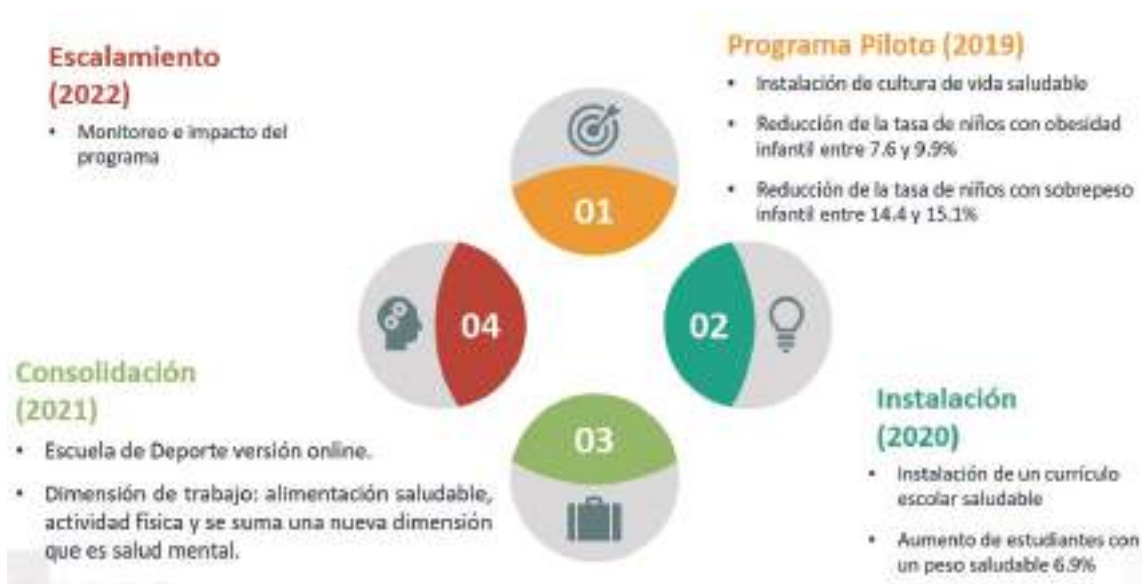 Programa Piloto (2019)
• Instalación de cultura de vida saludable
• Reducción de la tasa de niños con obesidad
infantil entre 7.6 y 9.9%
• Reducción de la tasa de niños con sobrepeso
infantil entre 14.4 y 15.1%
01
02
Instalación
(2020)
• Instalación de un currículo
escolar saludable
• Aumento de estudiantes con
un peso saludable 6.9%
03
Consolidación
(2021)
• Escuela de Deporte versión online.
• Dimensión de trabajo: alimentación saludable,
actividad física y se suma una nueva dimensión
que es salud mental.
04
Escalamiento
(2022)
• Monitoreo e impacto del
programa